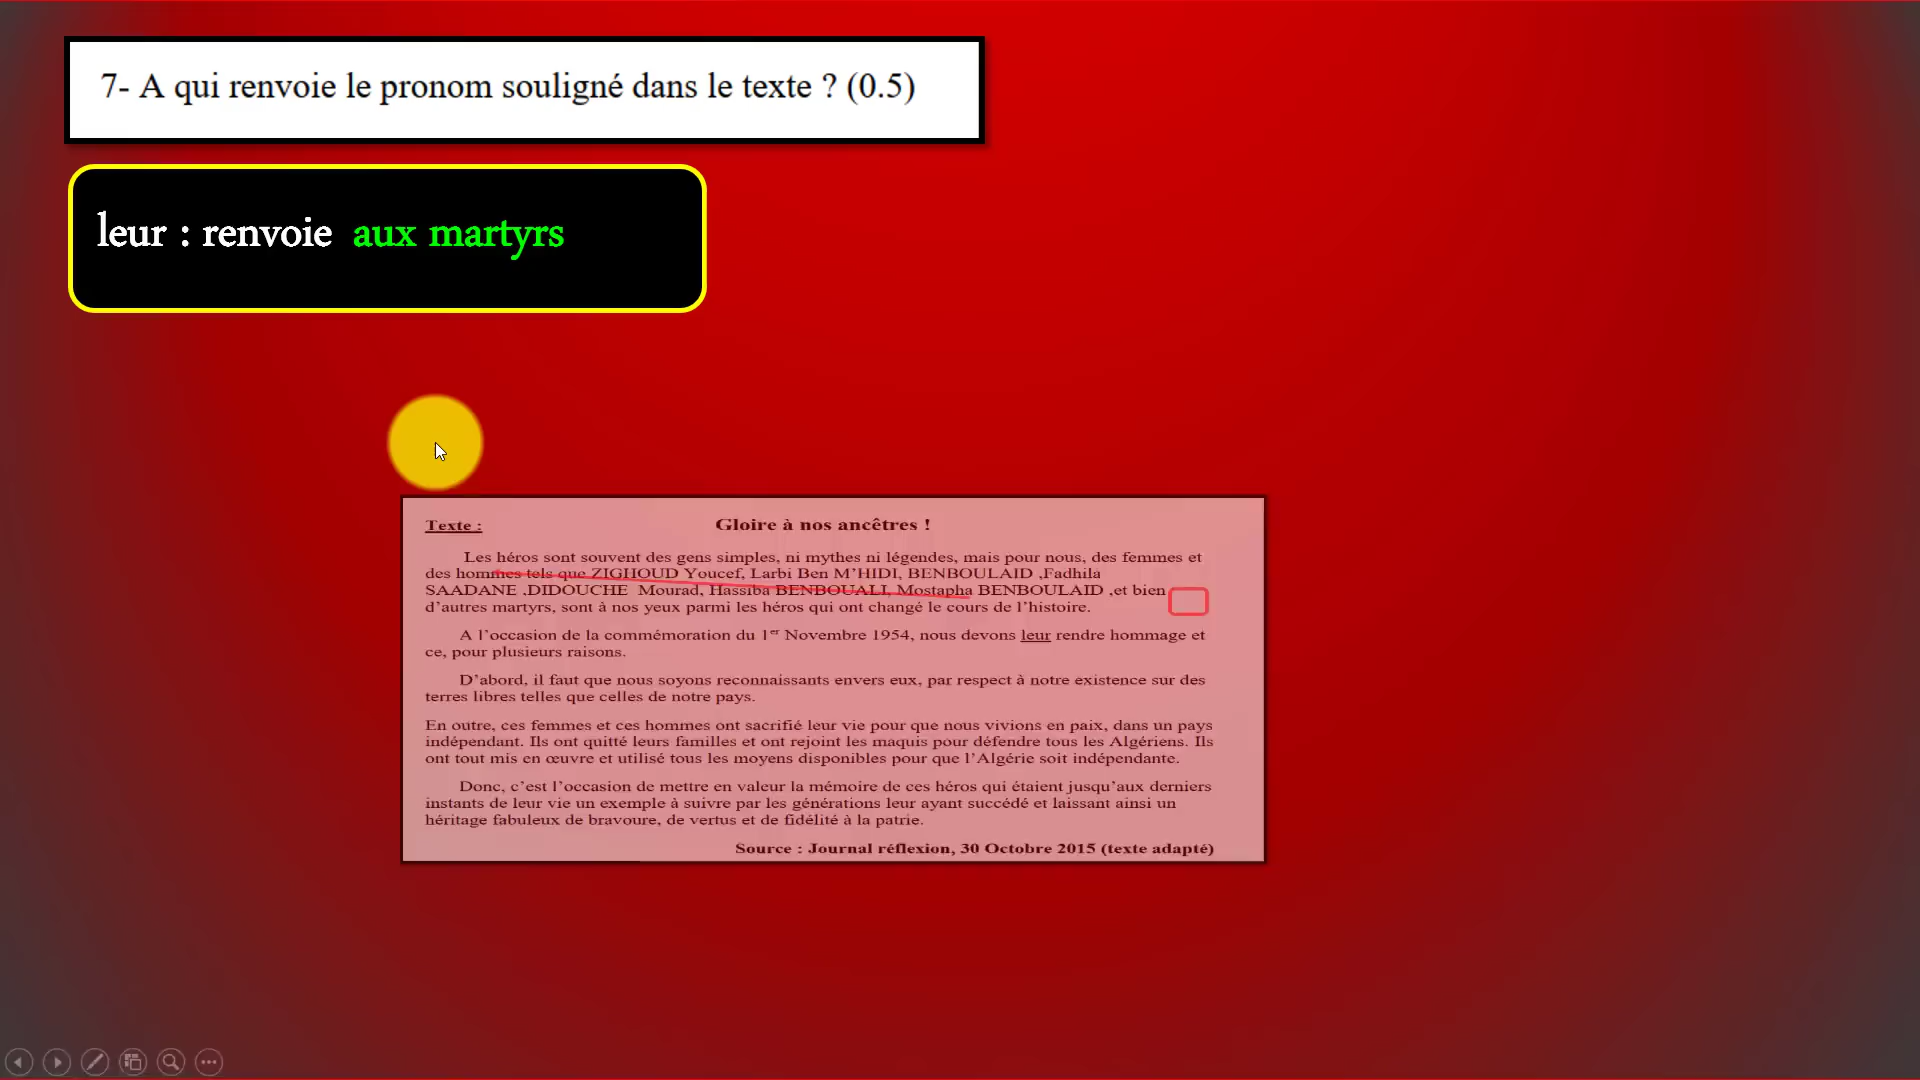 7- A qui renvoie le pronom souligné dans le texte ? (0.5)
leur : renvoie aux martyrs
Texte :
Gloire à nos ancêtres !
Les héros sont souvent des gens simples, ni mythes ni légendes, mais pour nous, des femmes et
des hommes tels que ZIGHOUD Youcef, Larbi Ben M’HIDI, BENBOULAID ,Fadhila
SAADANE .DIDOUCHE Mourad, Hassiba BENBOUALI, Mostapha BENBOULAID ,et bien
d’autres martyrs, sont à nos yeux parmi les héros qui ont changé le cours de l’histoire.
A l’occasion de la commémoration du 1er Novembre 1954, nous devons leur rendre hommage et
ce, pour plusieurs raisons.
D’abord, il faut que nous soyons reconnaissants envers eux, par respect à notre existence sur des
terres libres telles que celles de notre pays.
En outre, ces femmes et ces hommes ont sacrifié leur vie pour que nous vivions en paix, dans un pays
indépendant. Ils ont quitté leurs familles et ont rejoint les maquis pour défendre tous les Algériens. Ils
ont tout mis en œuvre et utilisé tous les moyens disponibles pour que l’Algérie soit indépendante.
Donc, c’est l’occasion de mettre en valeur la mémoire de ces héros qui étaient jusqu’aux derniers
instants de leur vie un exemple à suivre par les générations leur ayant succédé et laissant ainsi un
héritage fabuleux de bravoure, de vertus et de fidélité à la patrie.
Source : Journal réflexion, 30 Octobre 2015 (texte adapté)